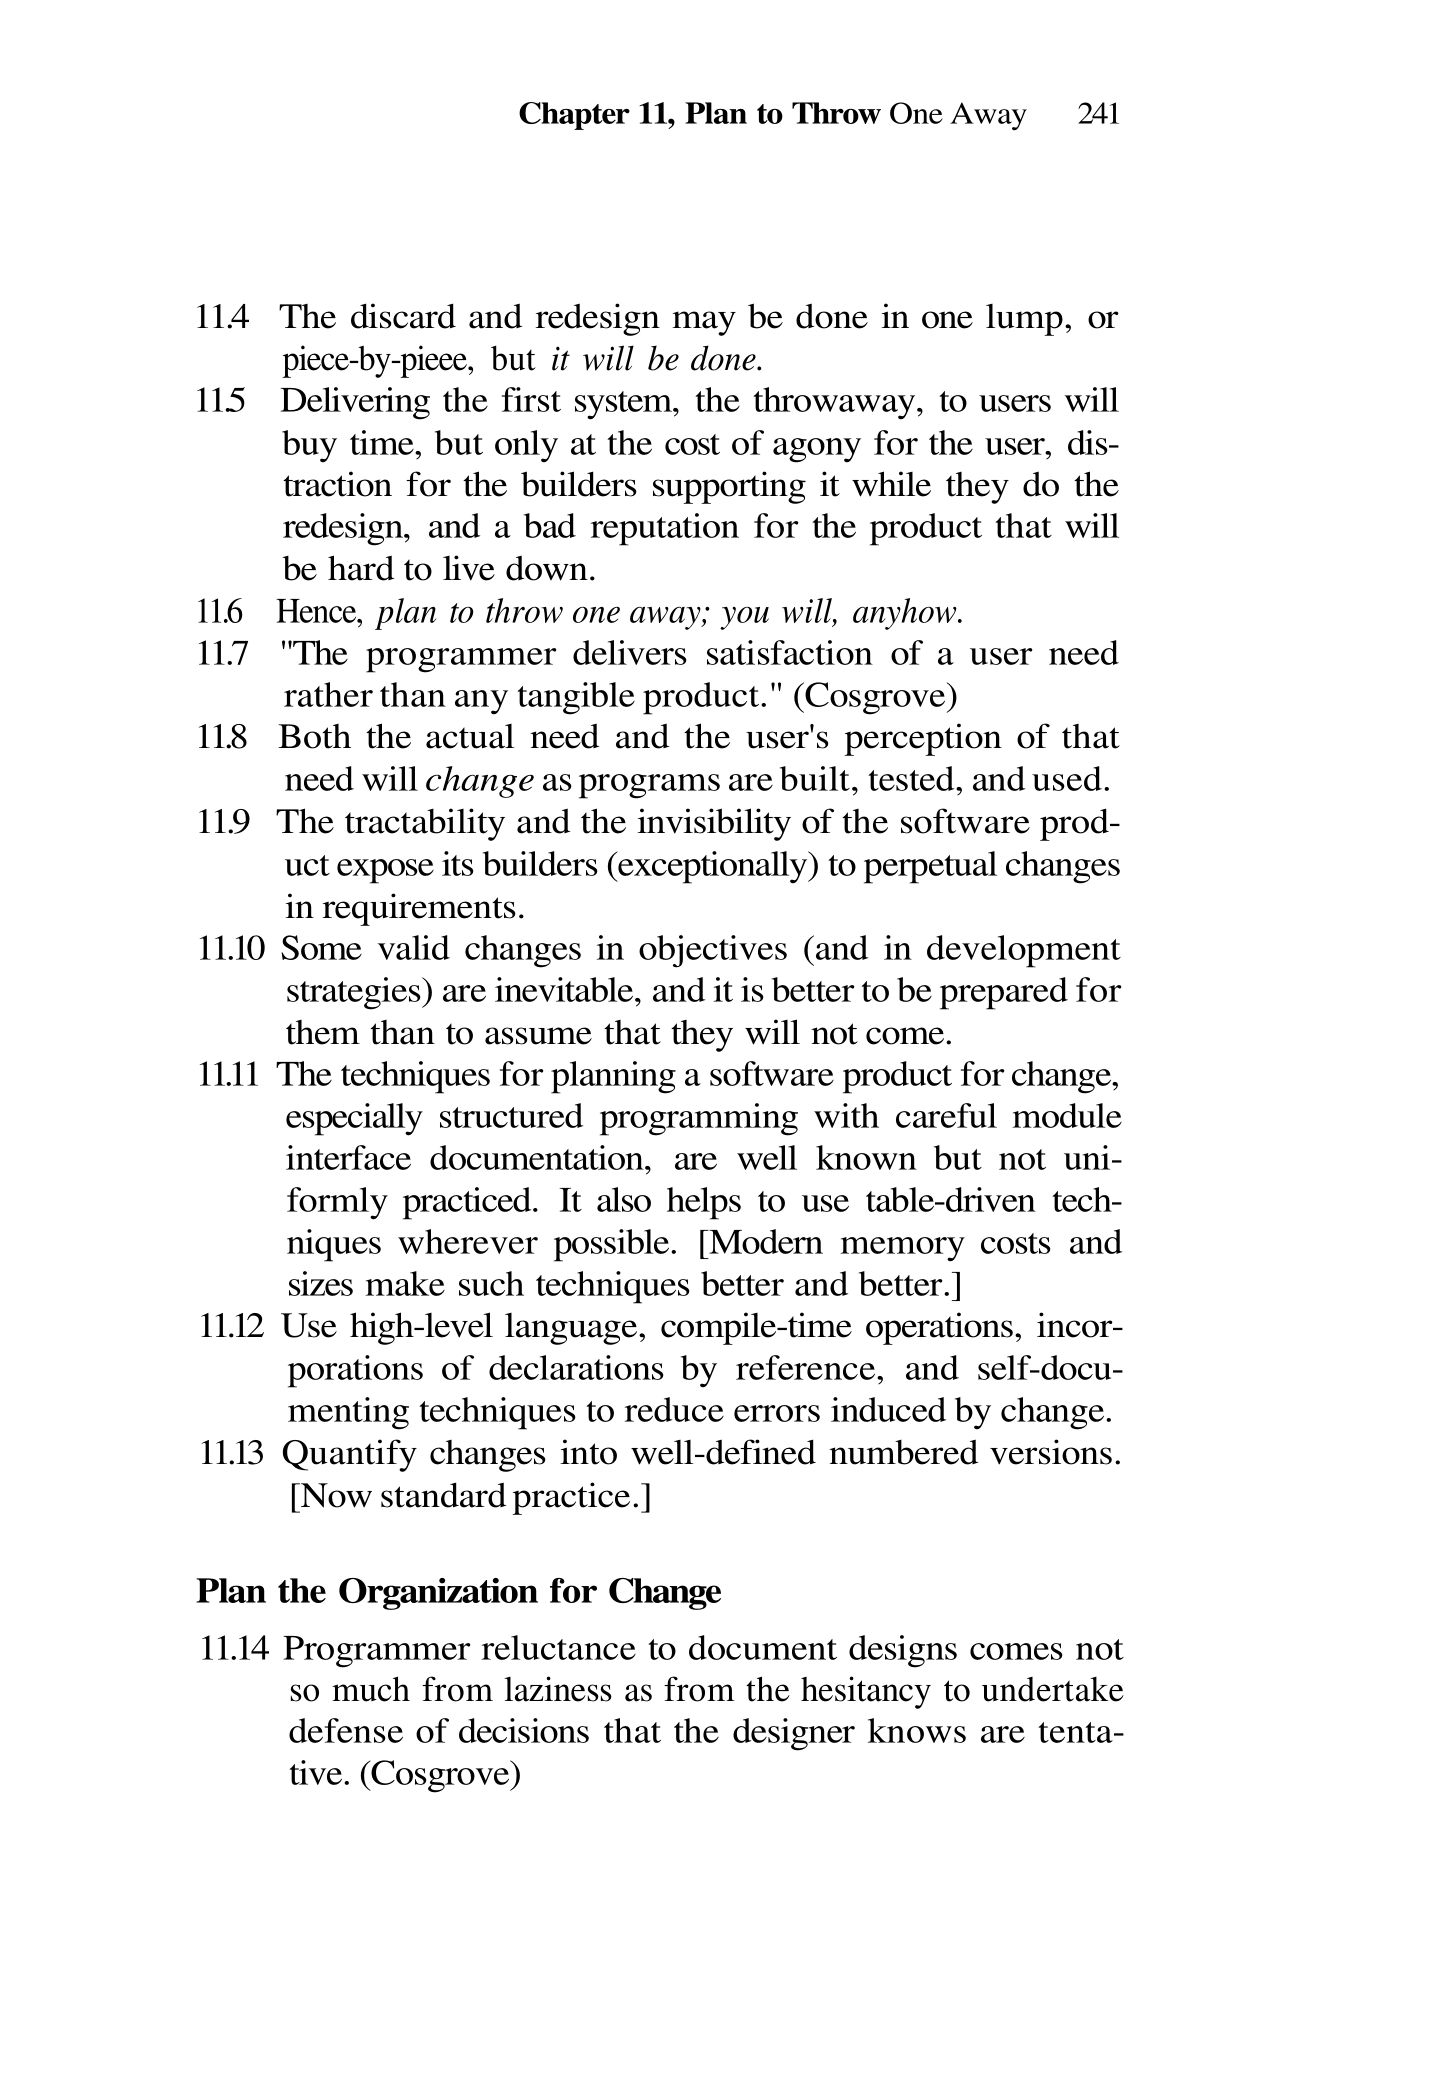 Chapter 11, Plan to Throw One Away 241
11.4 The discard and redesign may be done in one lump, or
piece-by-pieee, but it will be done.
11.5 Delivering the first system, the throwaway, to users will
buy time, but only at the cost of agony for the user, dis-
traction for the builders supporting it while they do the
redesign, and a bad reputation for the product that will
be hard to live down.
11.6 Hence, plan to throw one away; you will, anyhow.
11.7 "The programmer delivers satisfaction of a user need
rather than any tangible product." (Cosgrove)
11.8 Both the actual need and the user's perception of that
need will change as programs are built, tested, and used.
11.9 The tractability and the invisibility of the software prod-
uct expose its builders (exceptionally) to perpetual changes
in requirements.
11.10 Some valid changes in objectives (and in development
strategies) are inevitable, and it is better to be prepared for
them than to assume that they will not come.
11.11 The techniques for planning a software product for change,
especially structured programming with careful module
interface documentation, are well known but not uni-
formly practiced. It also helps to use table-driven tech-
niques wherever possible. [Modern memory costs and
sizes make such techniques better and better.]
11.12 Use high-level language, compile-time operations, incor-
porations of declarations by reference, and self-docu-
menting techniques to reduce errors induced by change.
11.13 Quantify changes into well-defined numbered versions.
[Now standard practice.]
Plan the Organization for Change
11.14 Programmer reluctance to document designs comes not
so much from laziness as from the hesitancy to undertake
defense of decisions that the designer knows are tenta-
tive. (Cosgrove)